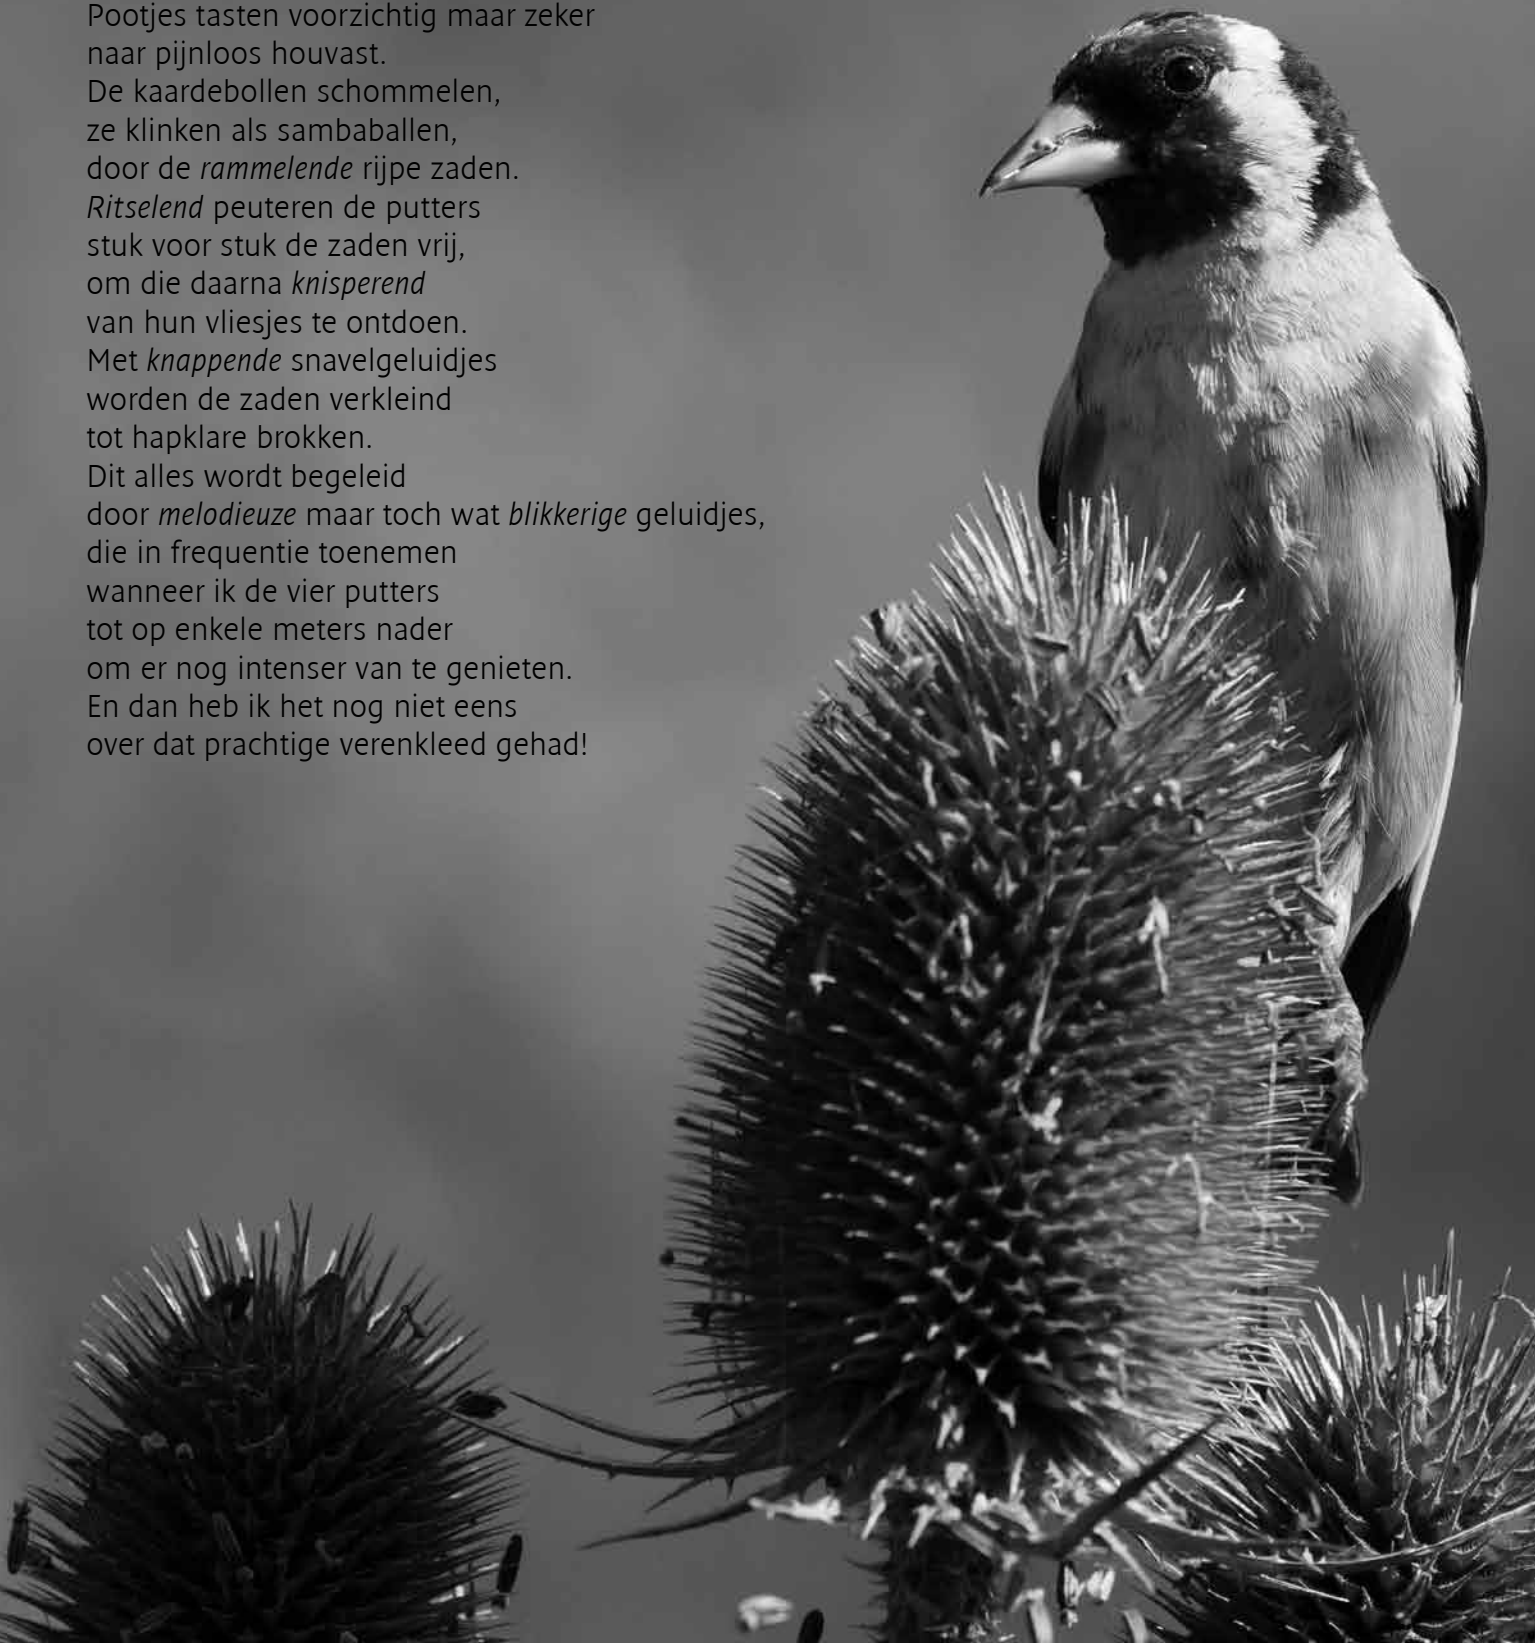 Pootjes tasten voorzichtig maar zeker
naar pijnloos houvast.
De kaardebollen schommelen,
ze klinken als sambaballen,
door de rammelende rijpe zaden.
Ritselend peuteren de putters
stuk voor stuk de zaden vrij,
om die daarna knisperend
van hun vliesjes te ontdoen.
Met knappende snavelgeluidjes
worden de zaden verkleind
tot hapklare brokken.
Dit alles wordt begeleid
door melodieuze maar toch wat blikkerige geluidjes,
die in frequentie toenemen
wanneer ik de vier putters
tot op enkele meters nader
om er nog intenser van te genieten.
En dan heb ik het nog niet eens
over dat prachtige verenkleed gehad!